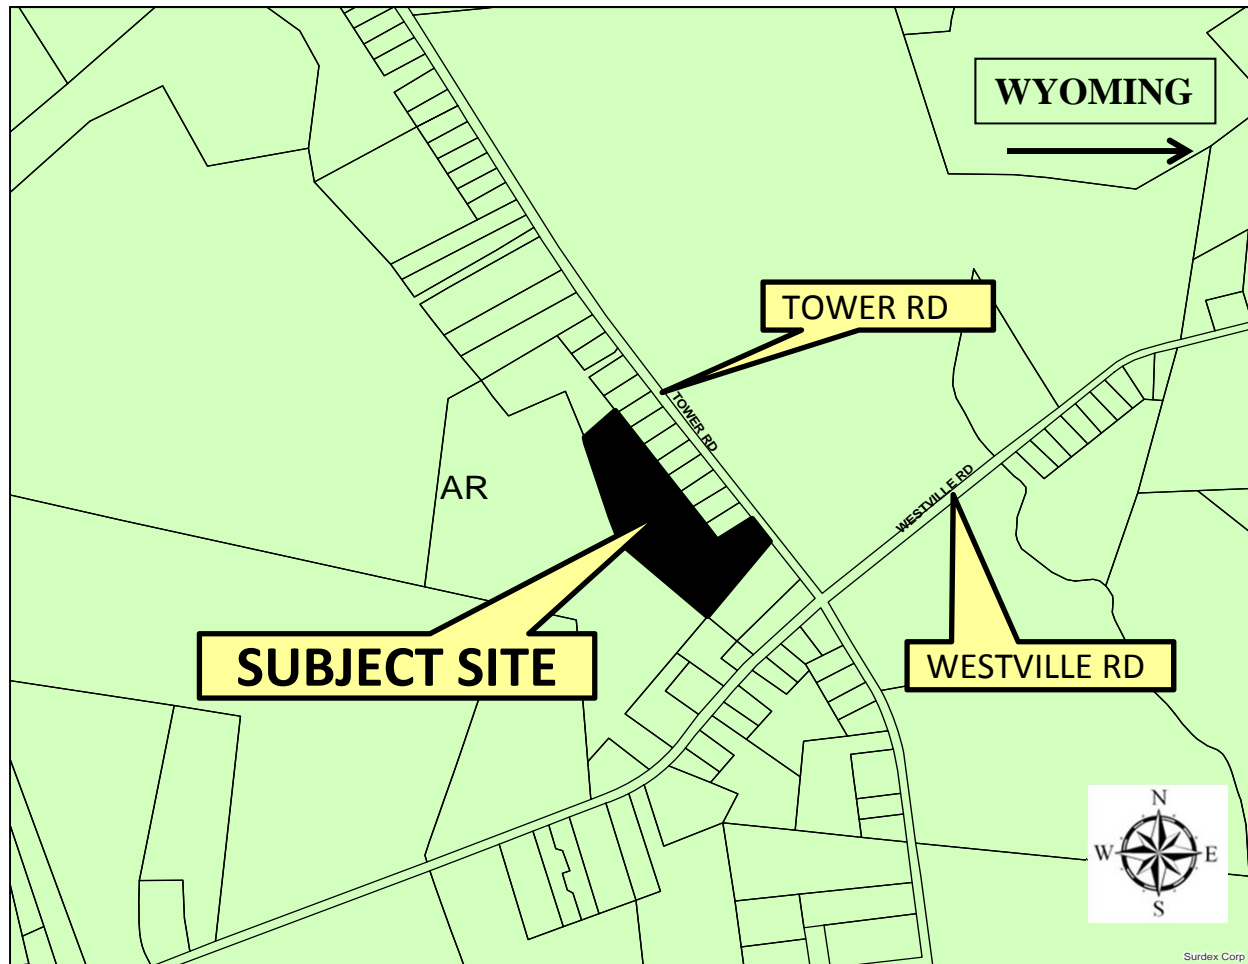 WYOMING
TOWER RD
TOWER RD
AR
WESTVILLE RD
SUBJECT SITE
WESTVILLE RD
N
W E
S
Surdex Corp